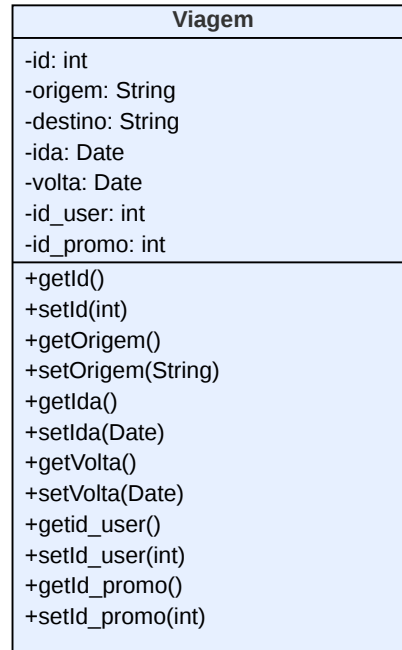 Viagem
-id: int
-origem: String
-destino: String
-ida: Date
-volta: Date
-id_user: int
-id_promo: int
+getId()
+setId(int)
+getOrigem()
+setOrigem(String)
+getIda()
+setIda(Date)
+getVolta()
+setVolta(Date)
+getid_user()
+setId_user(int)
+getId_promo()
+setId_promo(int)